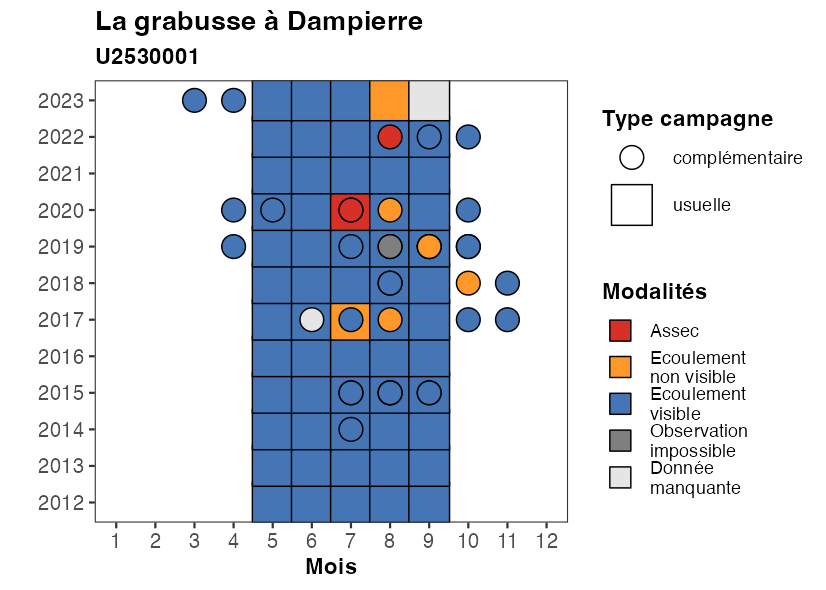 La grabusse à Dampierre
U2530001
2023
2022
2021
2020
2019
2018
2017
2016
2015
2014
2013
2012
1 2 3 4 5 6 7 8 9 10 11 12
Mois
Type campagne
complémentaire
usuelle
Modalités
Assec
Ecoulement
non visible
Ecoulement
visible
Observation
impossible
Donnée
manquante